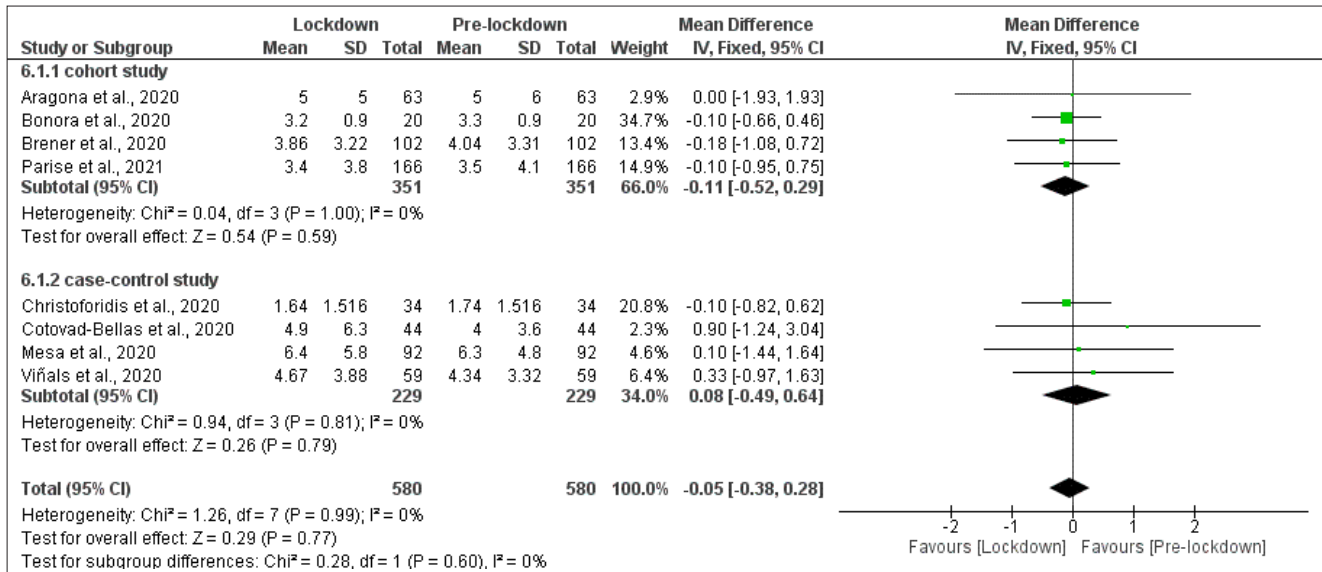 Lockdown Pre-lockdown Mean Difference Mean Difference
Study or Subgroup Mean SD Total Mean SD Total Weight IV, Fixed, 95% CI IV, Fixed, 95% CI
6.1.1 cohort study
Aragona et al., 2020 5 5 63 5 6 63 2.9% 0.00 [-1.93, 1.93]
Bonora et al., 2020 3.2 0.9 20 3.3 0.9 20 34.7% -0.10 [-0.66, 0.46]
Brener et al., 2020 3.86 3.22 102 4.04 3.31 102 13.4% -0.18 [-1.08, 0.72]
Parise et al., 2021 3.4 3.8 166 3.5 4.1 166 14.9% -0.10 [-0.95, 0.75]
Subtotal (95% CI) 351 351 66.0% -0.11 [-0.52, 0.29]
Heterogeneity: Chi² = 0.04, df = 3 (P = 1.00); I² = 0%
Test for overall effect: Z = 0.54 (P = 0.59)
6.1.2 case-control study
Christoforidis et al., 2020 1.64 1.516 34 1.74 1.516 34 20.8% -0.10 [-0.82, 0.62]
Cotovad-Bellas et al., 2020 4.9 6.3 44 4 3.6 44 2.3% 0.90 [-1.24, 3.04]
Mesa et al., 2020 6.4 5.8 92 6.3 4.8 92 4.6% 0.10 [-1.44, 1.64]
Viñals et al., 2020 4.67 3.88 59 4.34 3.32 59 6.4% 0.33 [-0.97, 1.63]
Subtotal (95% CI) 229 229 34.0% 0.08 [-0.49, 0.64]
Heterogeneity: Chi² = 0.94, df = 3 (P = 0.81); I² = 0%
Test for overall effect: Z = 0.26 (P = 0.79)
Total (95% CI) 580 580 100.0% -0.05 [-0.38, 0.28]
Heterogeneity: Chi² = 1.26, df = 7 (P = 0.99); I² = 0%
Test for overall effect: Z = 0.29 (P = 0.77)
Test for subgroup differences: Chi² = 0.28, df = 1 (P = 0.60), I² = 0%
-2 -1 0 1 2
Favours [Lockdown] Favours [Pre-lockdown]